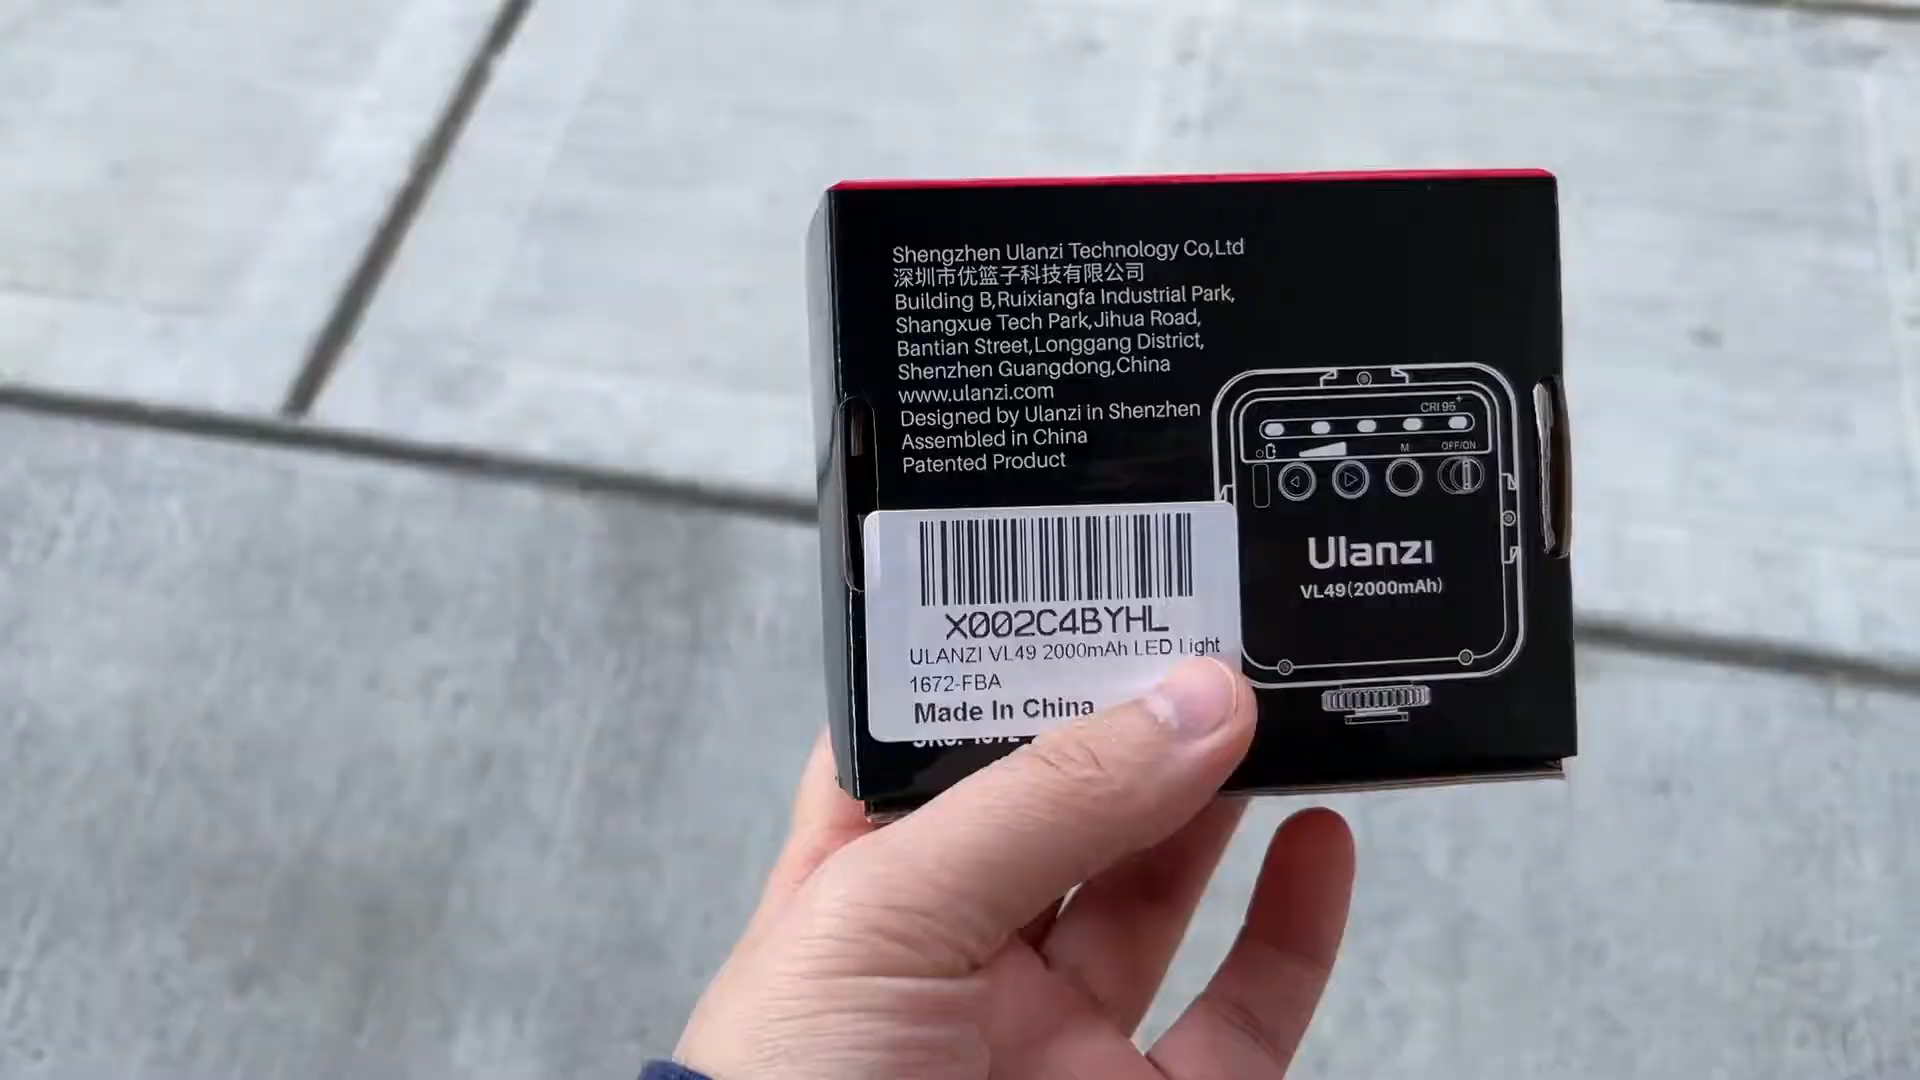 Shengzhen Ulanzi Technology Co,Ltd
深圳市优篮子科技有限公司
Building B,Ruixiangfa Industrial Park,
Shangxue Tech Park,Jihua Road,
Bantian Street,Longgang District,
Shenzhen Guangdong,China
www.ulanzi.com
Designed by Ulanzi in Shenzhen
Assembled in China
Patented Product
CRI 95+
M
OFF/ON
Ulanzi
VL49(2000mAh)
X002C4BYHL
ULANZI VL49 2000mAh LED Light
1672-FBA
Made In China